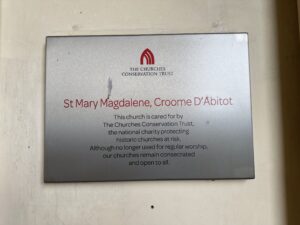 THE CHURCHES
CONSERVATION TRUST
St Mary Magdalene, Croome D'Abitot
This church is cared for by
The Churches Conservation Trust,
the national charity protecting
historic churches at risk.
Although no longer used for regular worship,
our churches remain consecrated
and open to all.